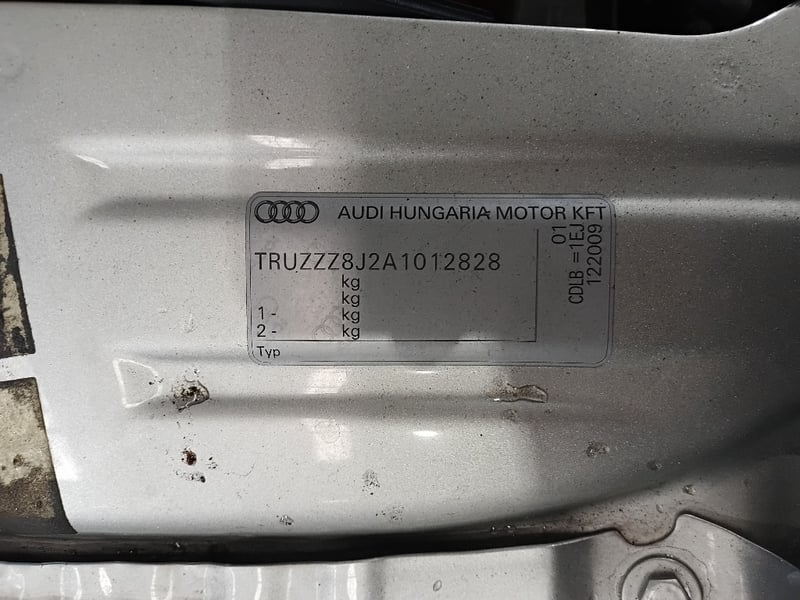 AUDI HUNGARIA MOTOR KFT
TRUZZZ8J2A1012828
kg
kg
1 - kg
2 - kg
Typ
01
CDLB =1EJ
122009